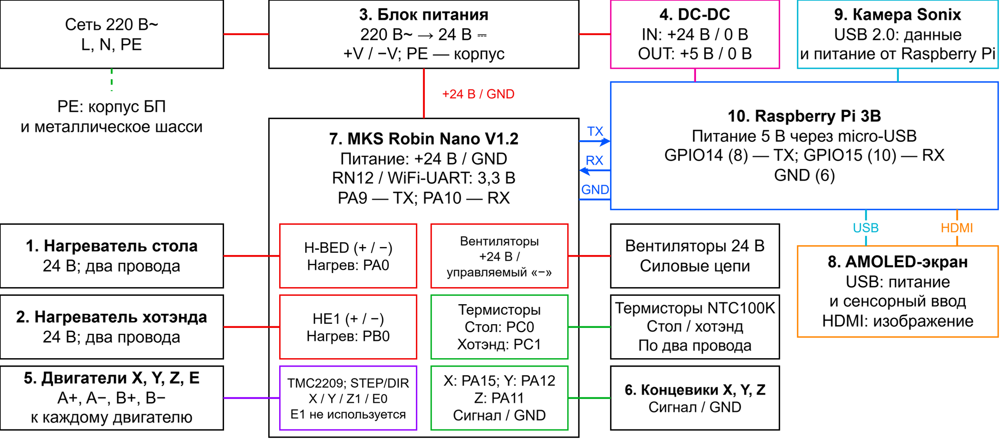 Сеть 220 В~
L, N, PE
3. Блок питания
220 В~ → 24 В ⎓
+V / −V; PE — корпус
4. DC-DC
IN: +24 В / 0 В
OUT: +5 В / 0 В
9. Камера Sonix
USB 2.0: данные
и питание от Raspberry Pi
PE: корпус БП
и металлическое шасси
+24 В / GND
10. Raspberry Pi 3B
Питание 5 В через micro-USB
GPIO14 (8) — TX; GPIO15 (10) — RX
GND (6)
7. MKS Robin Nano V1.2
Питание: +24 В / GND
RN12 / WiFi-UART: 3,3 В
PA9 — TX; PA10 — RX
TX
RX
GND
USB
HDMI
1. Нагреватель стола
24 В; два провода
H-BED (+ / −)
Нагрев: PA0
Вентиляторы
+24 В /
управляемый «−»
Вентиляторы 24 В
Силовые цепи
8. AMOLED-экран
USB: питание
и сенсорный ввод
HDMI: изображение
2. Нагреватель хотэнда
24 В; два провода
HE1 (+ / −)
Нагрев: PB0
Термисторы
Стол: PC0
Хотэнд: PC1
Термисторы NTC100K
Стол / хотэнд
По два провода
5. Двигатели X, Y, Z, E
A+, A−, B+, B−
к каждому двигателю
TMC2209; STEP/DIR
X / Y / Z1 / E0
E1 не используется
X: PA15; Y: PA12
Z: PA11
Сигнал / GND
6. Концевики X, Y, Z
Сигнал / GND